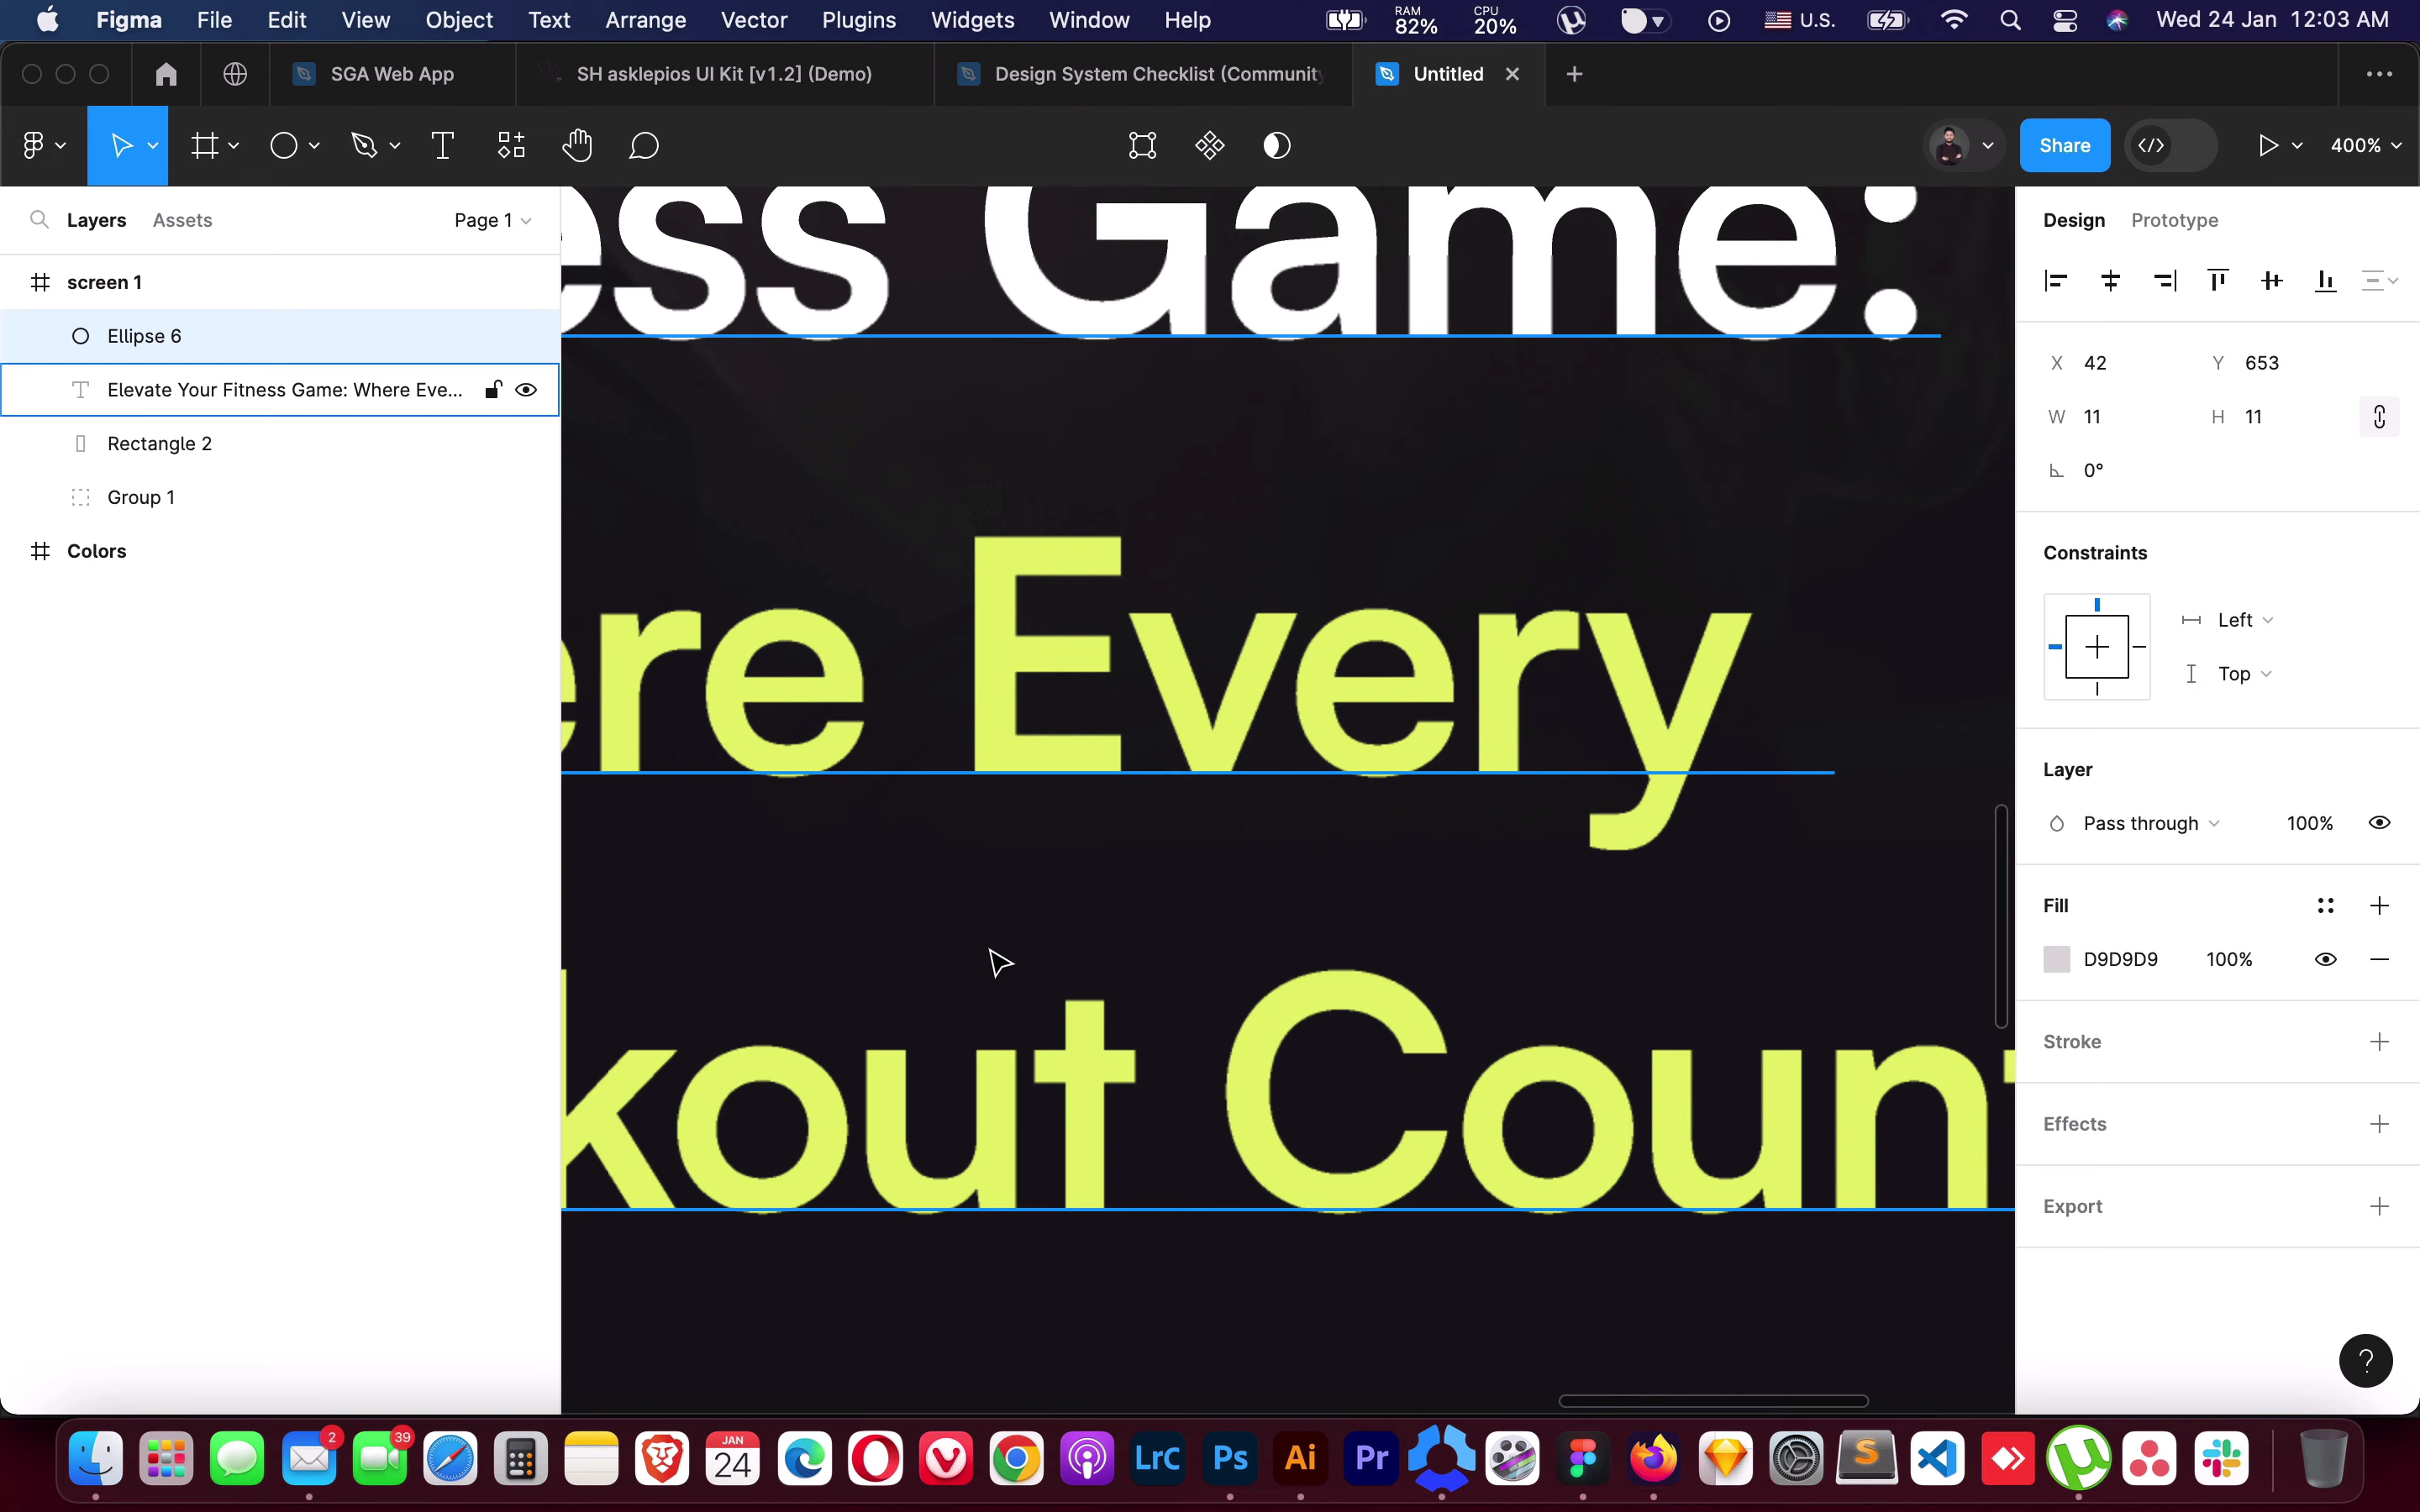 Figma File Edit View Object Text Arrange Vector Plugins Widgets Window Help RAM 82% CPU 20% U.S. Wed 24 Jan 12:03 AM
SGA Web App SH asklepios UI Kit [v1.2] (Demo) Design System Checklist (Community Untitled
Share 400%
Layers Assets Page 1
screen 1
Ellipse 6
Elevate Your Fitness Game: Where Eve...
Rectangle 2
Group 1
Colors
ess Game:
ere Every
kout Coun
Design Prototype
X 42 Y 653
W 11 H 11
0°
Constraints
Left
Top
Layer
Pass through 100%
Fill
D9D9D9 100%
Stroke
Effects
Export
?
2 39 JAN 24 LrC Ps Ai Pr